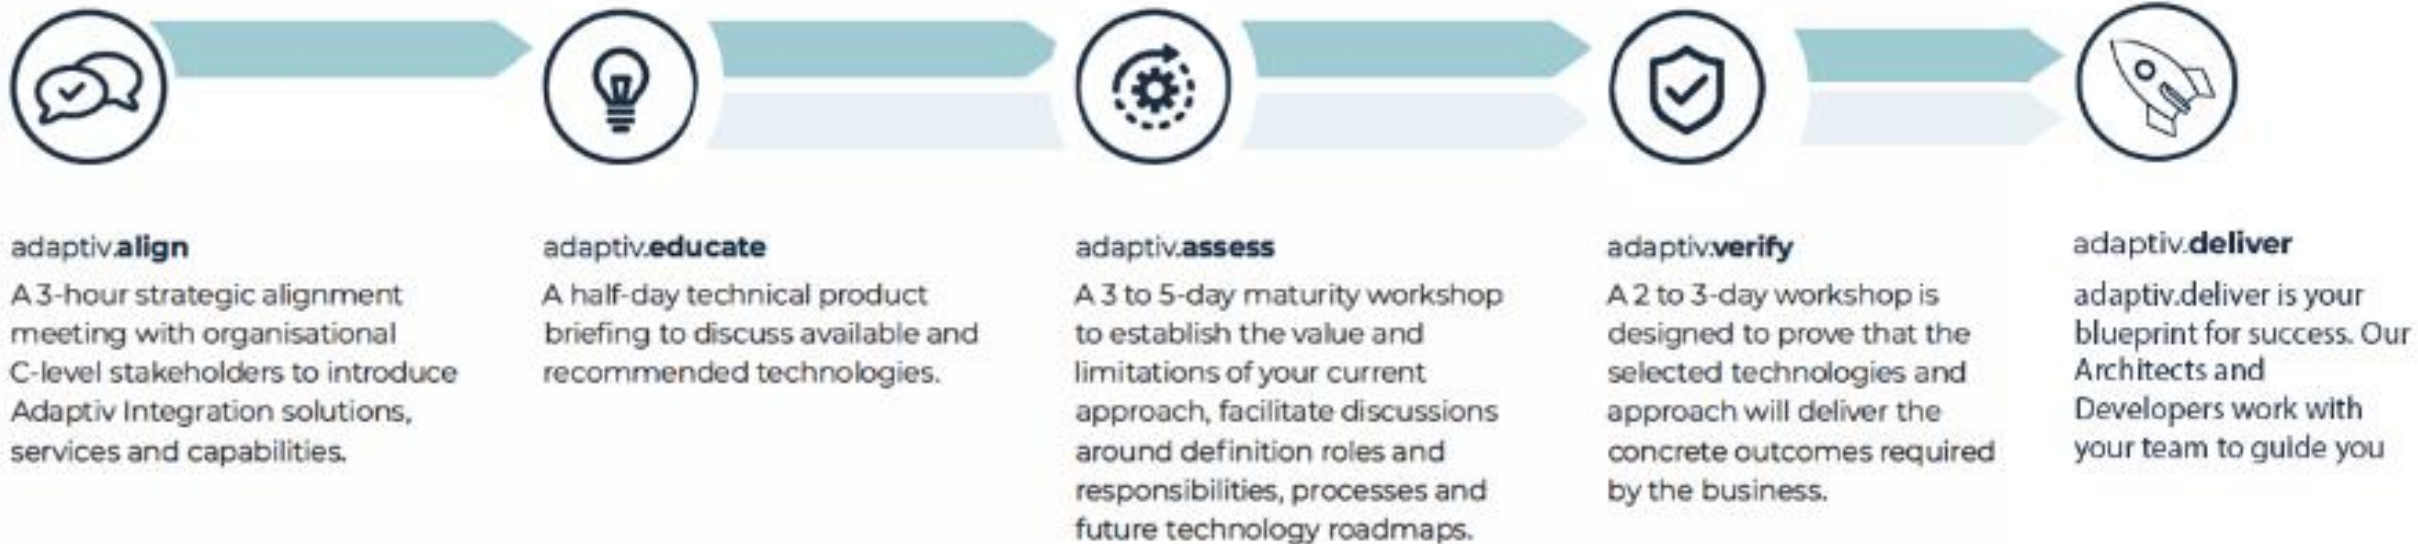 adaptiv.align
A 3-hour strategic alignment
meeting with organisational
C-level stakeholders to introduce
Adaptiv Integration solutions,
services and capabilities.
adaptiv.educate
A half-day technical product
briefing to discuss available and
recommended technologies.
adaptiv.assess
A 3 to 5-day maturity workshop
to establish the value and
limitations of your current
approach, facilitate discussions
around definition roles and
responsibilities, processes and
future technology roadmaps.
adaptiv.verify
A 2 to 3-day workshop is
designed to prove that the
selected technologies and
approach will deliver the
concrete outcomes required
by the business.
adaptiv.deliver
adaptiv.deliver is your
blueprint for success. Our
Architects and
Developers work with
your team to guide you